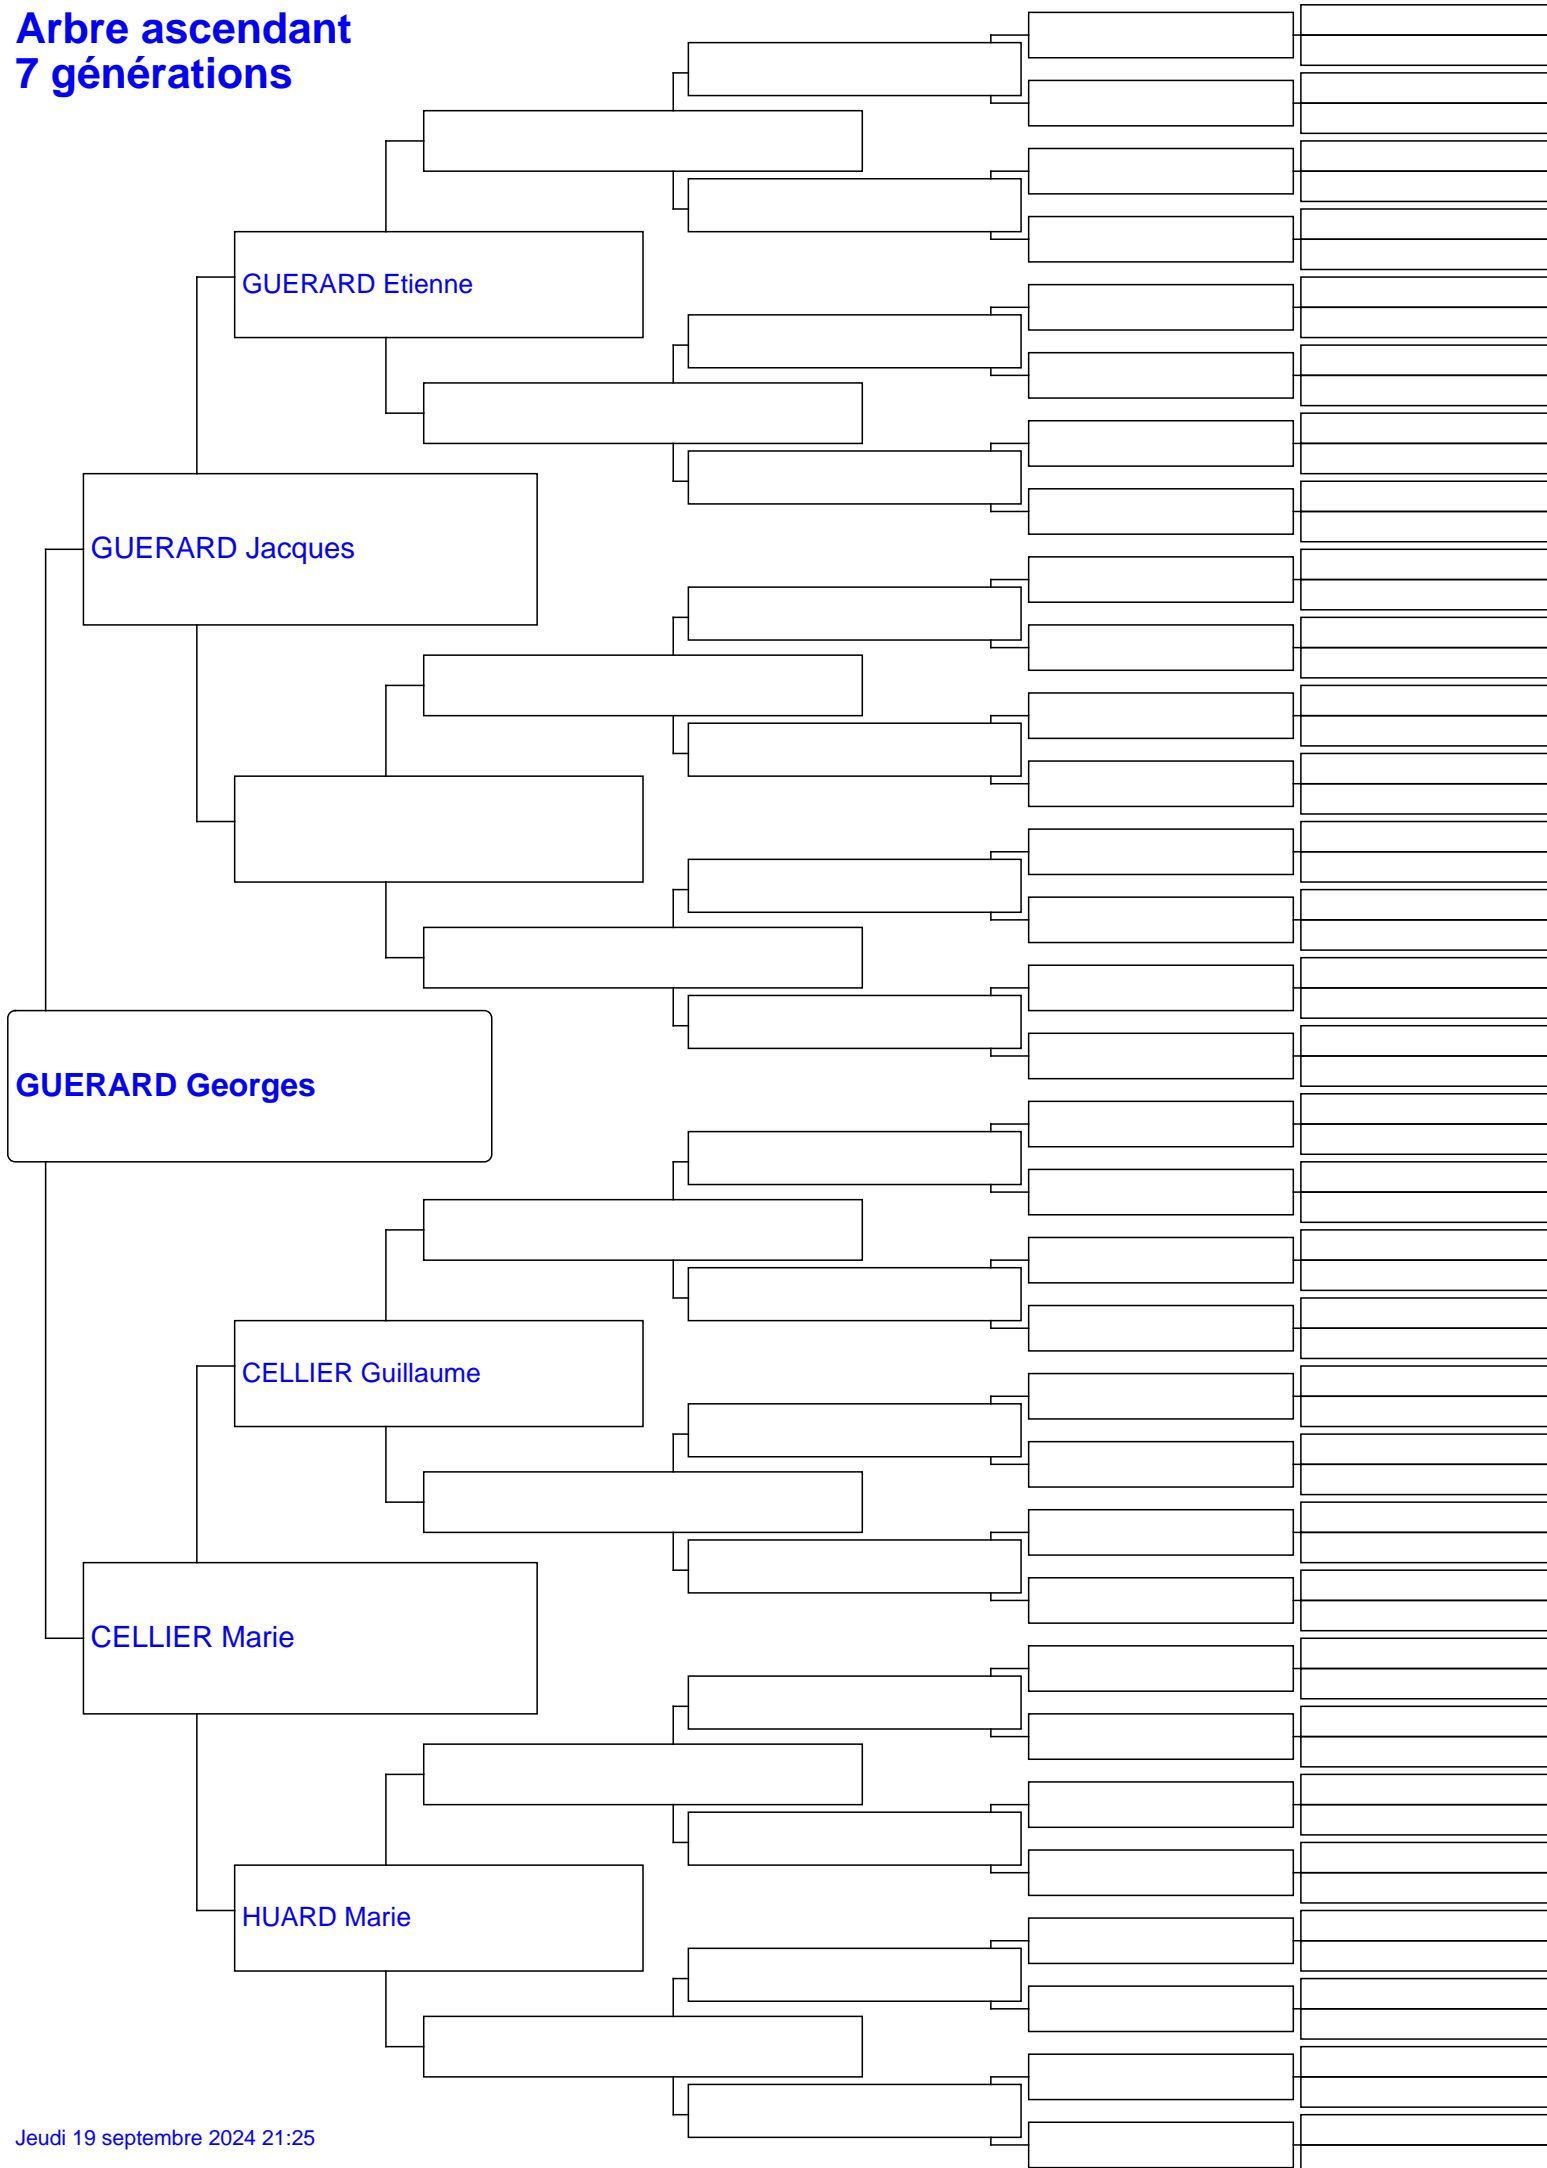 Arbre ascendant
7 générations
GUERARD Etienne
GUERARD Jacques
GUERARD Georges
CELLIER Guillaume
CELLIER Marie
HUARD Marie
Jeudi 19 septembre 2024 21:25